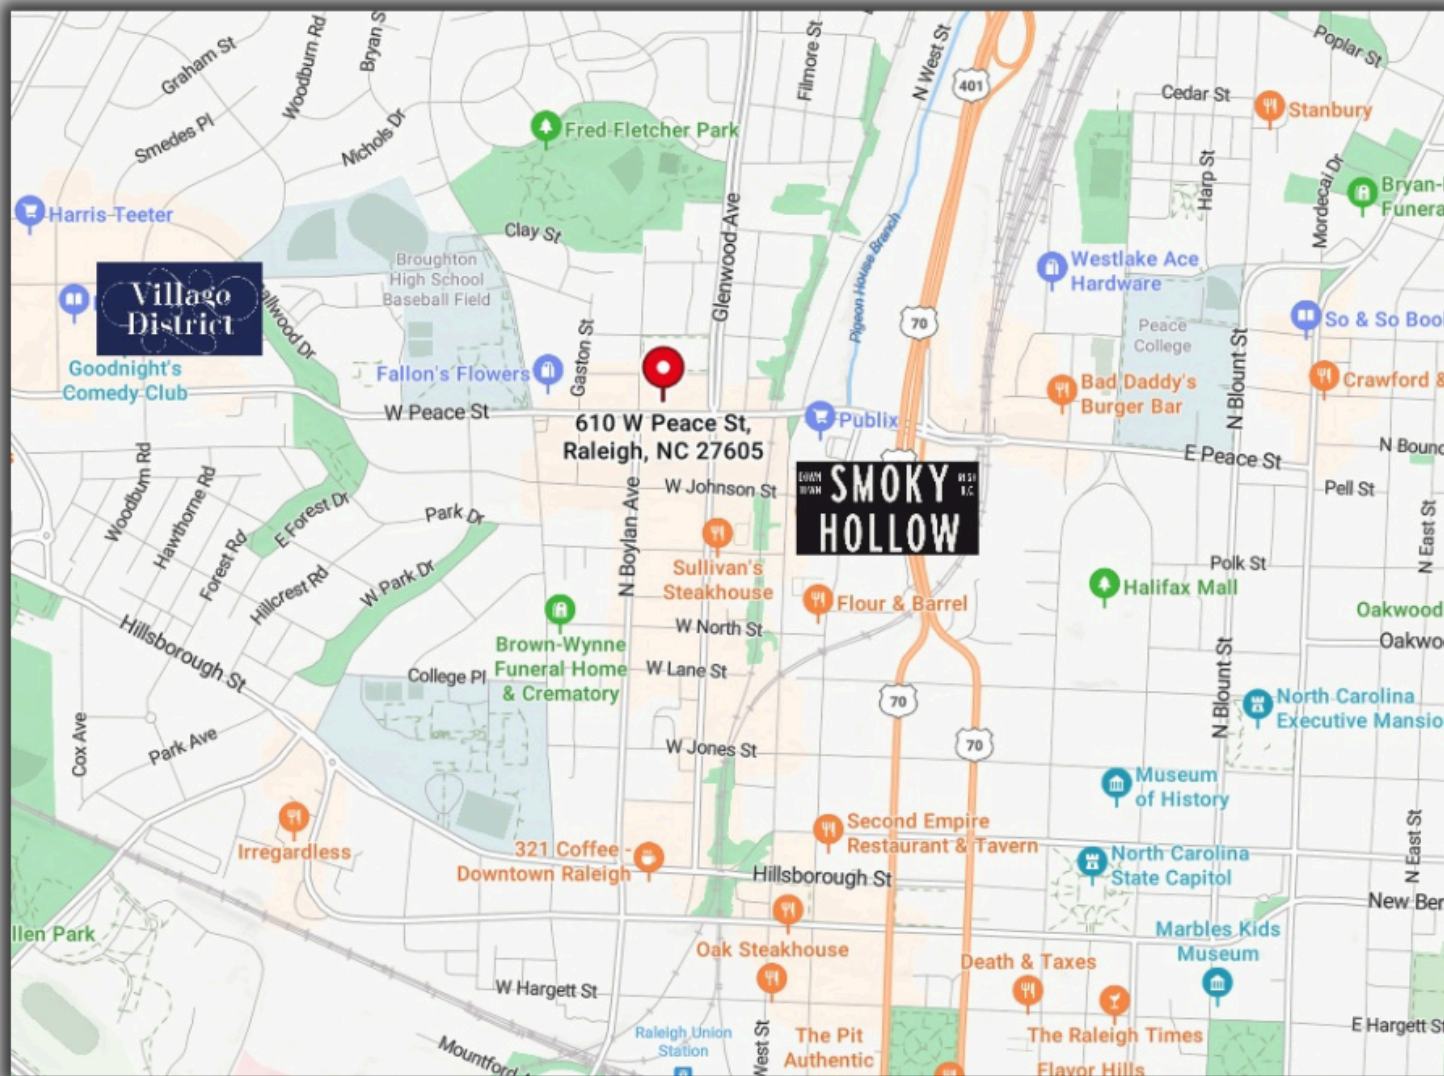 Graham St
Woodburn Rd
Bryan S
Filmore St
N West St
401
Poplar St
Cedar St
Stanbury
Smedes Pl
Nichols Dr
Fred Fletcher Park
Harp St
Mordecai Dr
Bryan-
Funera
Harris-Teeter
Clay St
Glenwood Ave
Pigeon House Branch
Broughton
High School
Baseball Field
Westlake Ace
Hardware
Village
District
allwood Dr
70
Peace
College
So & So Boo
Goodnight's
Comedy Club
Fallon's Flowers
Gaston St
N Blount St
Bad Daddy's
Burger Bar
Crawford &
W Peace St
610 W Peace St,
Raleigh, NC 27605
Publix
E Peace St
N Boun
Woodburn Rd
Hawthorne Rd
Forest Rd
E Forest Dr
Park Dr
N Boylan Ave
W Johnson St
SMOKY
HOLLOW
Pell St
N East St
Hillcrest Rd
W Park Dr
Sullivan's
Steakhouse
Flour & Barrel
Polk St
Halifax Mall
Oakwood
Oakwo
Hillsborough St
Brown-Wynne
Funeral Home
& Crematory
W North St
W Lane St
College Pl
N Blount St
70
70
North Carolina
Executive Mansio
Cox Ave
Park Ave
W Jones St
Museum
of History
Irregardless
321 Coffee -
Downtown Raleigh
Second Empire
Restaurant & Tavern
Hillsborough St
North Carolina
State Capitol
N East St
New Ber
llen Park
Oak Steakhouse
Marbles Kids
Museum
Death & Taxes
W Hargett St
The Raleigh Times
E Hargett St
Raleigh Union
Station
West St
The Pit
Authentic
Mountford
Flavor Hills